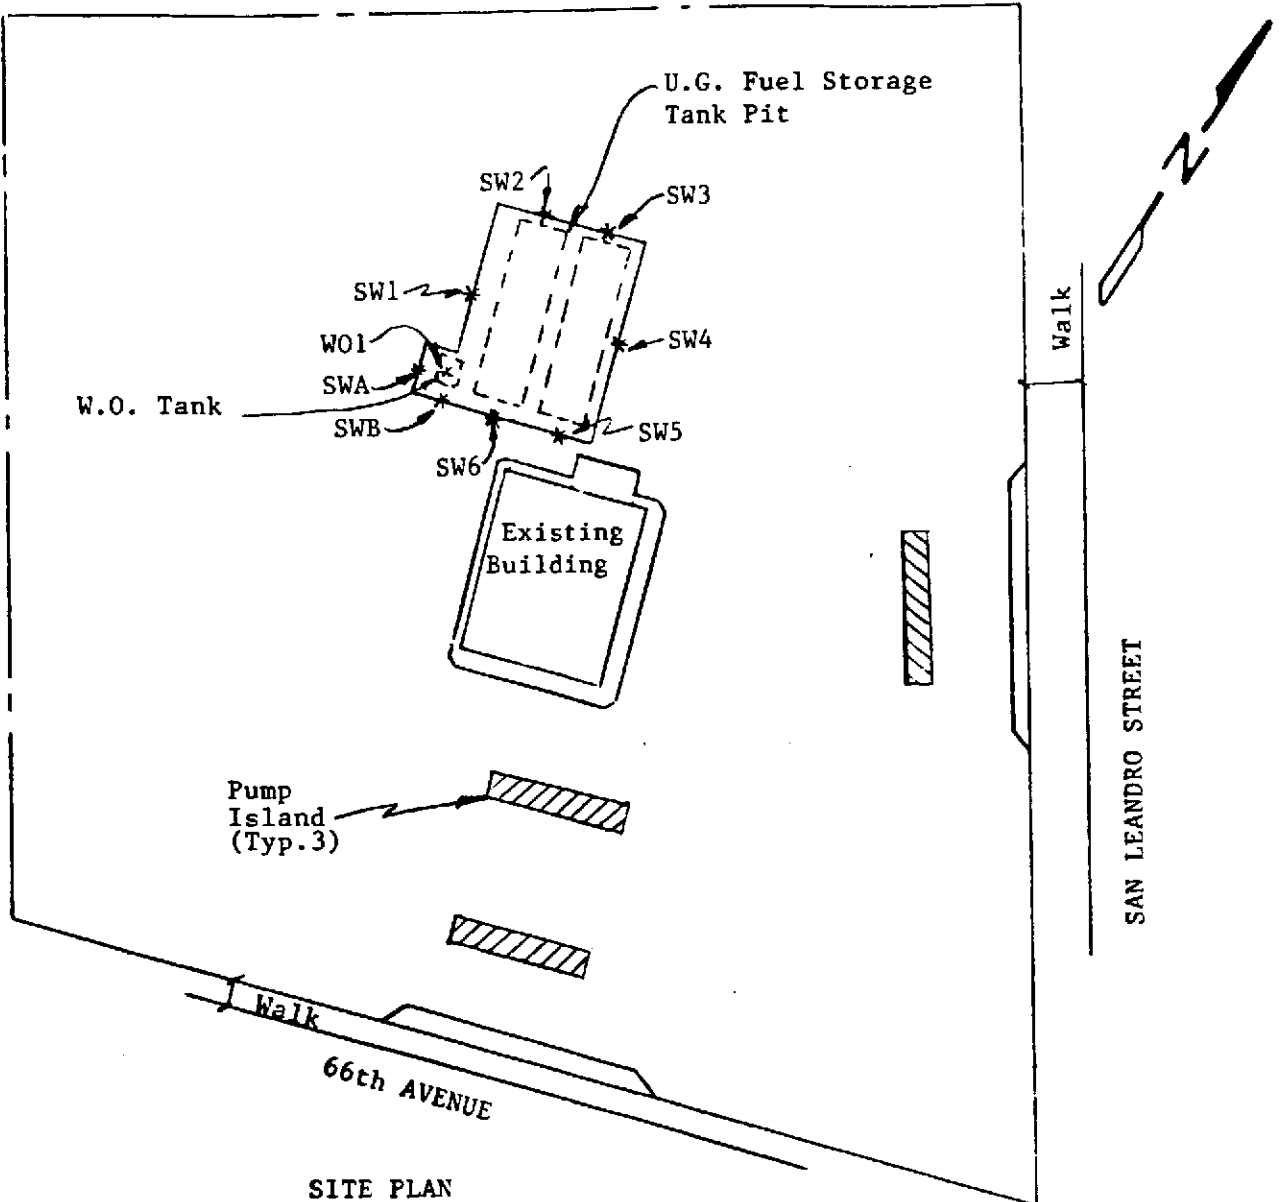 U.G. Fuel Storage
Tank Pit
N
SW2
SW3
SW1
Walk
WO1
SW4
SWA
W.O. Tank
SWB
SW5
SW6
Existing
Building
Pump
Island
(Typ.3)
SAN LEANDRO STREET
Walk
66th AVENUE
SITE PLAN